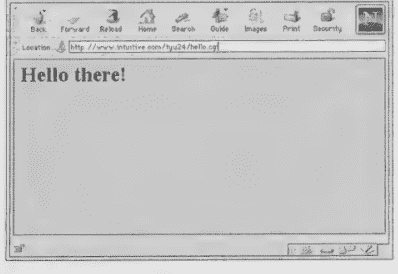 Back Forward Reload Home Search Guide Images Print Security
Location: http://www.intuitive.com/tyu24/hello.cgi
Hello there!